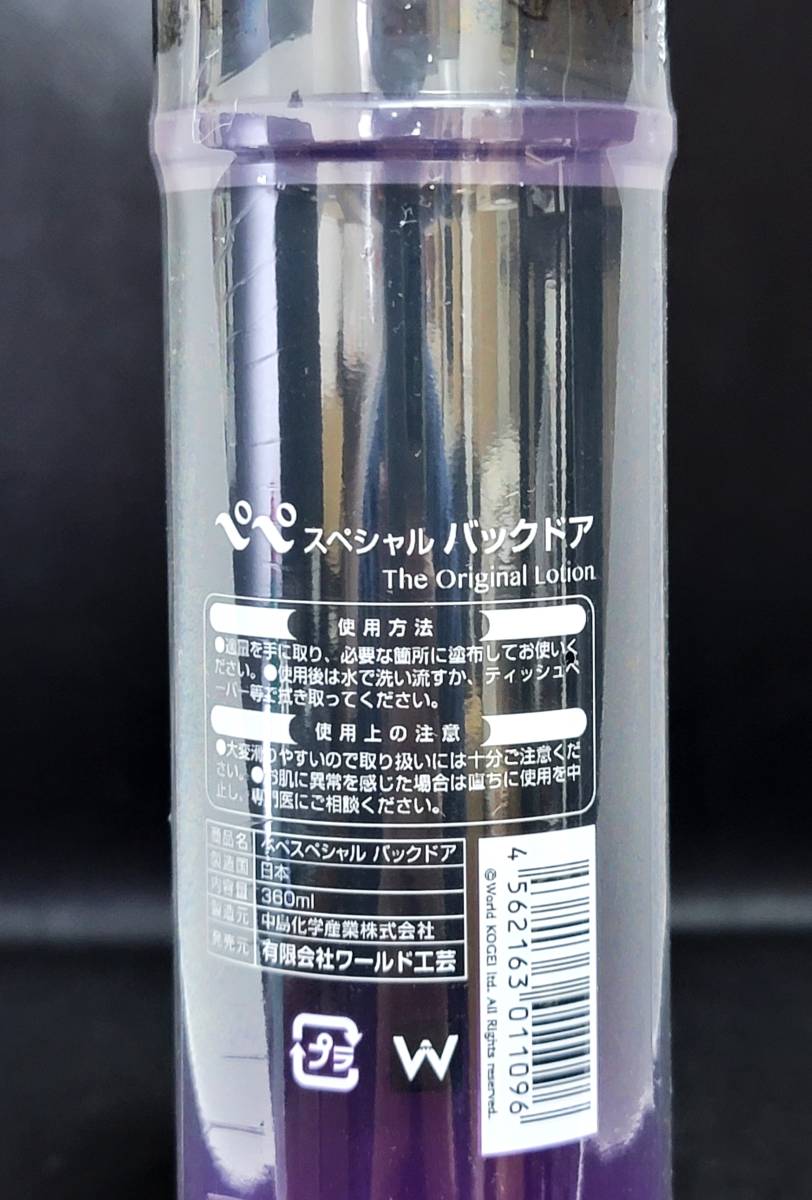 ペペスペシャル バックドア
The Original Lotion
使用方法
●適量を手に取り、必要な箇所に塗布してお使いく
ださい。●使用後は水で洗い流すか、ティッシュペ
ーパー等で拭き取ってください。
使用上の注意
●大変滑りやすいので取り扱いには十分ご注意くだ
さい。●お肌に異常を感じた場合は直ちに使用を中
止し、専門医にご相談ください。
商品名 ペペスペシャル バックドア
製造国 日本
内容量 360ml
製造元 中島化学産業株式会社
発売元 有限会社ワールド工芸
プラ
4 562163 011096
©World KOGEI ltd. All Rights reserved.